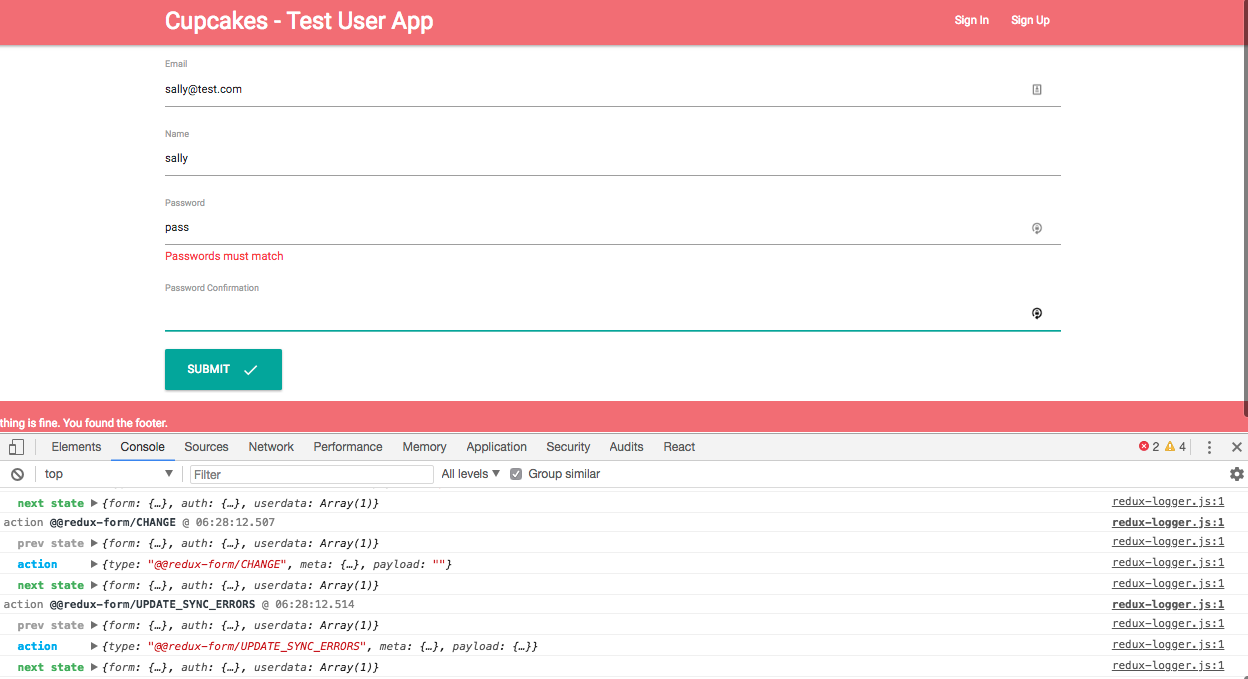 Cupcakes - Test User App
Sign In Sign Up
Email
sally@test.com
Name
sally
Password
pass
Passwords must match
Password Confirmation
SUBMIT
thing is fine. You found the footer.
Elements Console Sources Network Performance Memory Application Security Audits React 2 4
top Filter All levels Group similar
next state {form: {…}, auth: {…}, userdata: Array(1)} redux-logger.js:1
action @@redux-form/CHANGE @ 06:28:12.507 redux-logger.js:1
prev state {form: {…}, auth: {…}, userdata: Array(1)} redux-logger.js:1
action {type: "@@redux-form/CHANGE", meta: {…}, payload: ""} redux-logger.js:1
next state {form: {…}, auth: {…}, userdata: Array(1)} redux-logger.js:1
action @@redux-form/UPDATE_SYNC_ERRORS @ 06:28:12.514 redux-logger.js:1
prev state {form: {…}, auth: {…}, userdata: Array(1)} redux-logger.js:1
action {type: "@@redux-form/UPDATE_SYNC_ERRORS", meta: {…}, payload: {…}} redux-logger.js:1
next state {form: {…}, auth: {…}, userdata: Array(1)} redux-logger.js:1